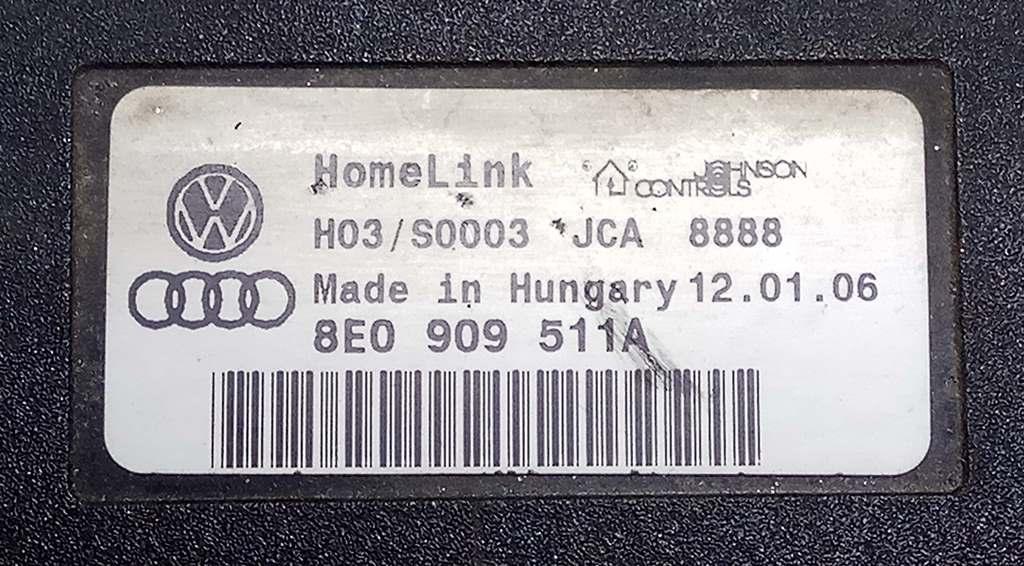 HomeLink JOHNSON CONTROLS
H03/S0003 JCA 8888
Made in Hungary 12.01.06
8E0 909 511A